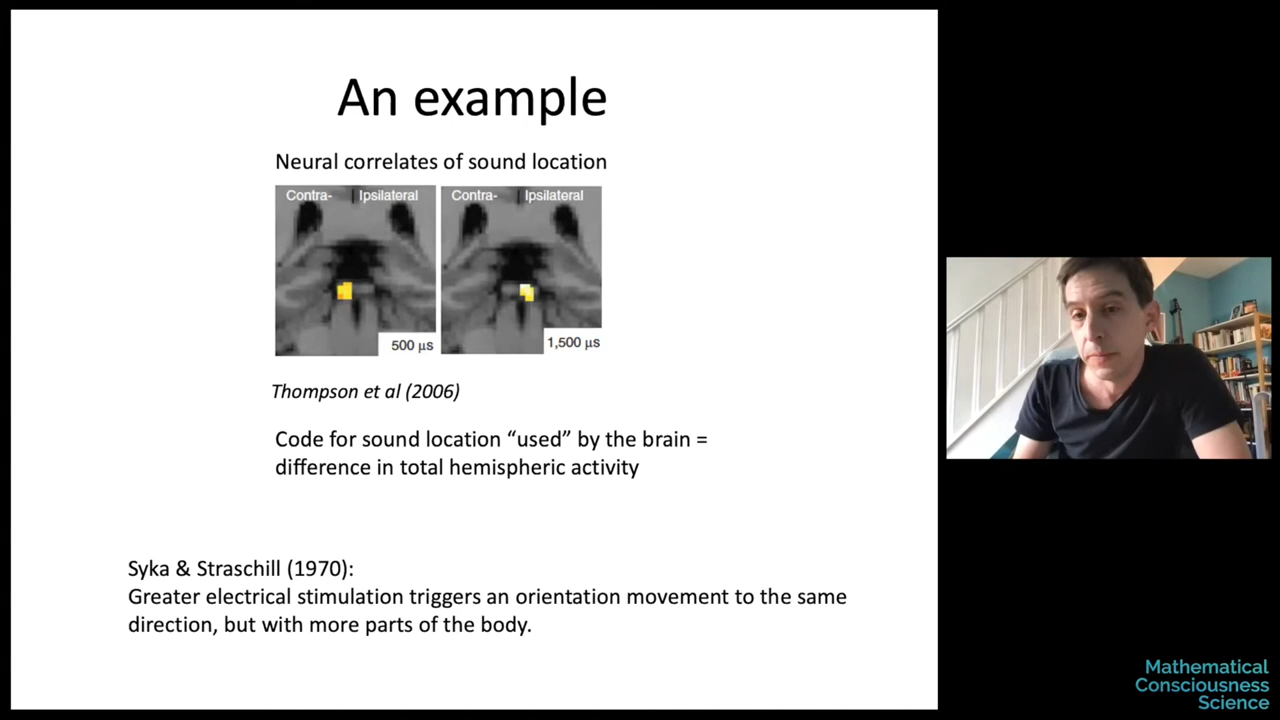 An example
Neural correlates of sound location
Contra- Ipsilateral Contra- Ipsilateral
500 µs 1,500 µs
Thompson et al (2006)
Code for sound location “used” by the brain =
difference in total hemispheric activity
Syka & Straschill (1970):
Greater electrical stimulation triggers an orientation movement to the same
direction, but with more parts of the body.
Mathematical
Consciousness
Science